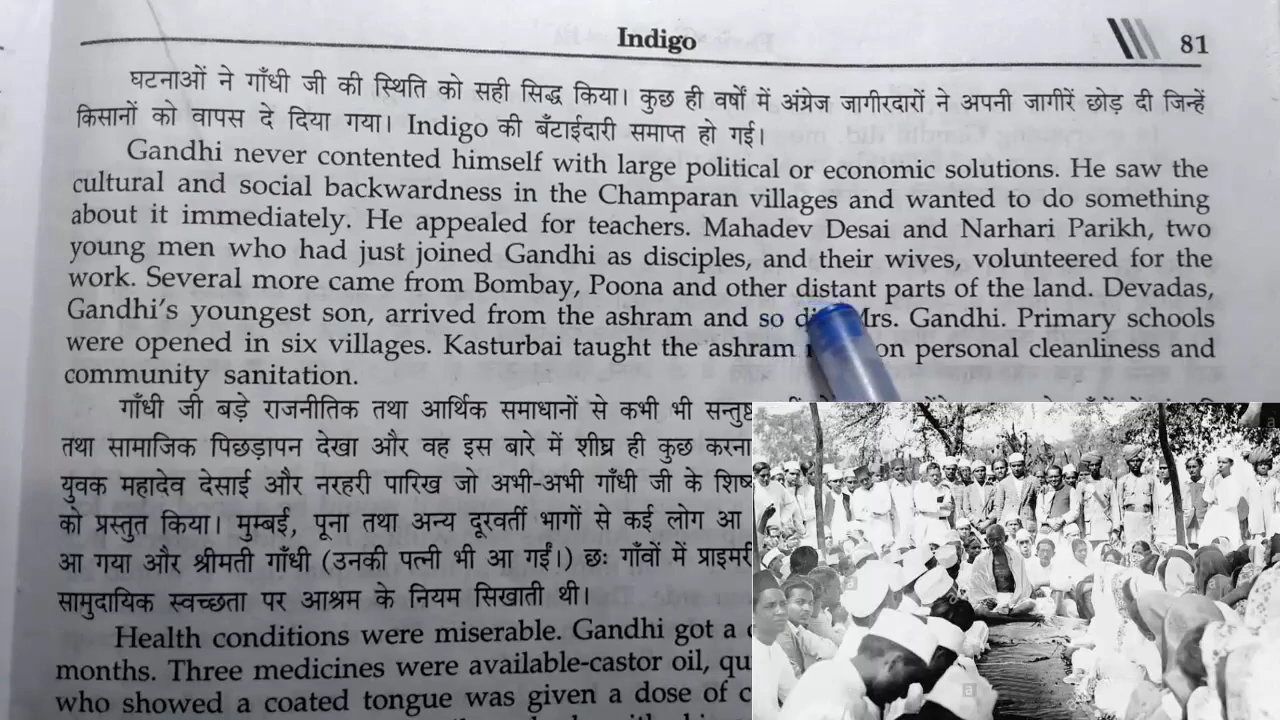 Indigo 81
घटनाओं ने गाँधी जी की स्थिति को सही सिद्ध किया। कुछ ही वर्षों में अंग्रेज जागीरदारों ने अपनी जागीरें छोड़ दी जिन्हें
किसानों को वापस दे दिया गया। Indigo की बँटाईदारी समाप्त हो गई।
Gandhi never contented himself with large political or economic solutions. He saw the
cultural and social backwardness in the Champaran villages and wanted to do something
about it immediately. He appealed for teachers. Mahadev Desai and Narhari Parikh, two
young men who had just joined Gandhi as disciples, and their wives, volunteered for the
work. Several more came from Bombay, Poona and other distant parts of the land. Devadas,
Gandhi's youngest son, arrived from the ashram and so Mrs. Gandhi. Primary schools
were opened in six villages. Kasturbai taught the ashram on personal cleanliness and
community sanitation.
गाँधी जी बड़े राजनीतिक तथा आर्थिक समाधानों से कभी भी
तथा सामाजिक पिछड़ापन देखा और वह इस बारे में शीघ्र ही कुछ करना
युवक महादेव देसाई और नरहरी पारिख जो अभी-अभी गाँधी जी के
को प्रस्तुत किया। मुम्बई, पूना तथा अन्य दूरवर्ती भागों से कई लोग आ
आ गया और श्रीमती गाँधी (उनकी पत्नी भी आ गईं।) छः गाँवों में
सामुदायिक स्वच्छता पर आश्रम के नियम सिखाती थी।
Health conditions were miserable. Gandhi got a
months. Three medicines were available-castor oil,
who showed a coated tongue was given a dose of